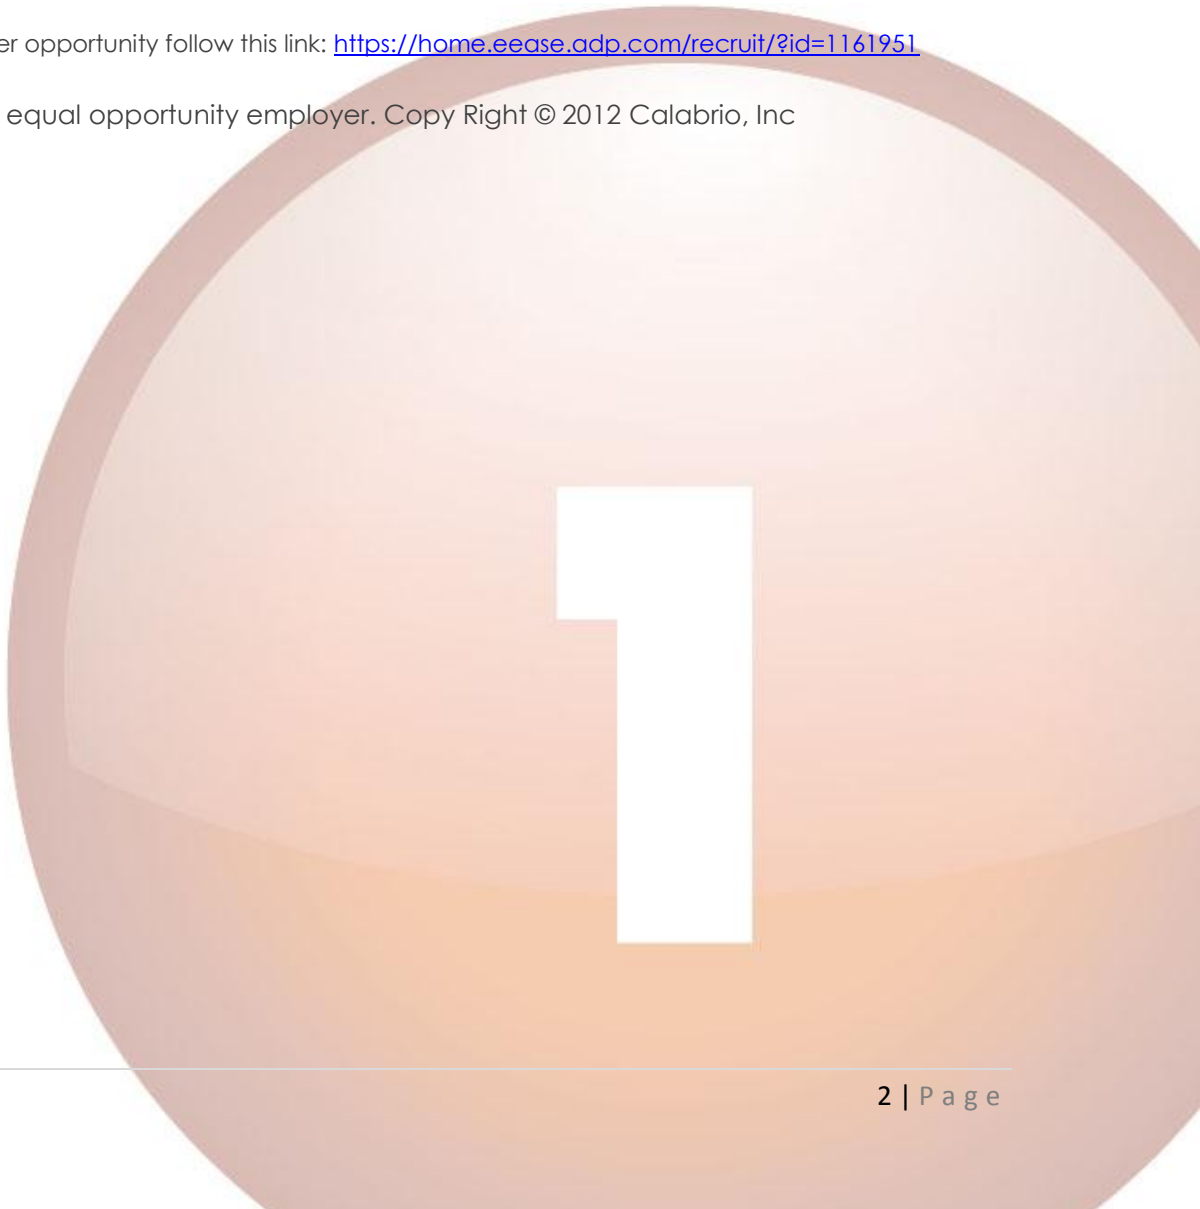 er opportunity follow this link: https://home.eease.adp.com/recruit/?id=1161951
equal opportunity employer. Copy Right © 2012 Calabrio, Inc
1
2 | Page